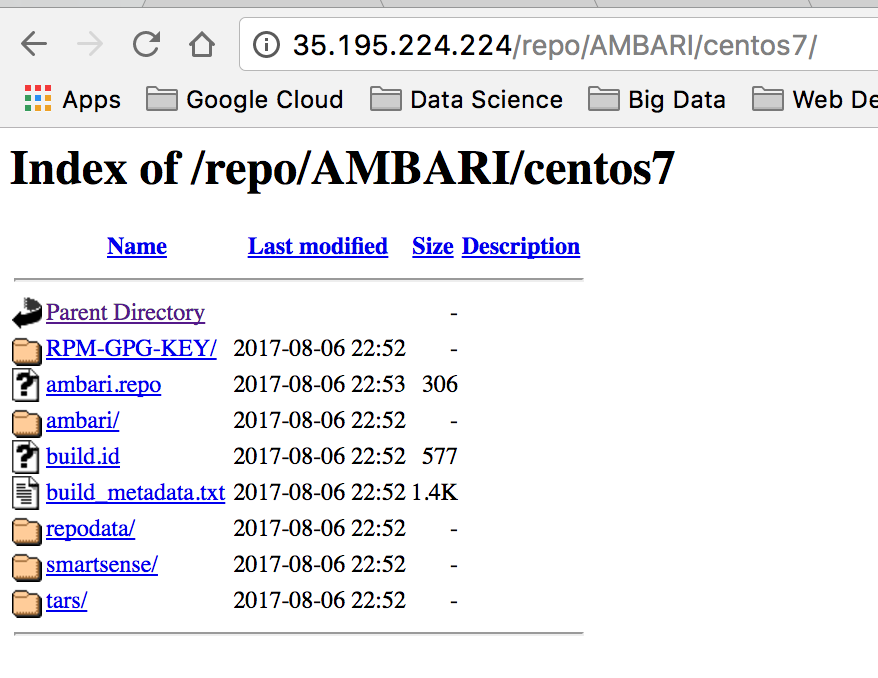 35.195.224.224/repo/AMBARI/centos7/
Apps Google Cloud Data Science Big Data Web De
Index of /repo/AMBARI/centos7
Name Last modified Size Description
Parent Directory -
RPM-GPG-KEY/ 2017-08-06 22:52 -
ambari.repo 2017-08-06 22:53 306
ambari/ 2017-08-06 22:52 -
build.id 2017-08-06 22:52 577
build_metadata.txt 2017-08-06 22:52 1.4K
repodata/ 2017-08-06 22:52 -
smartsense/ 2017-08-06 22:52 -
tars/ 2017-08-06 22:52 -